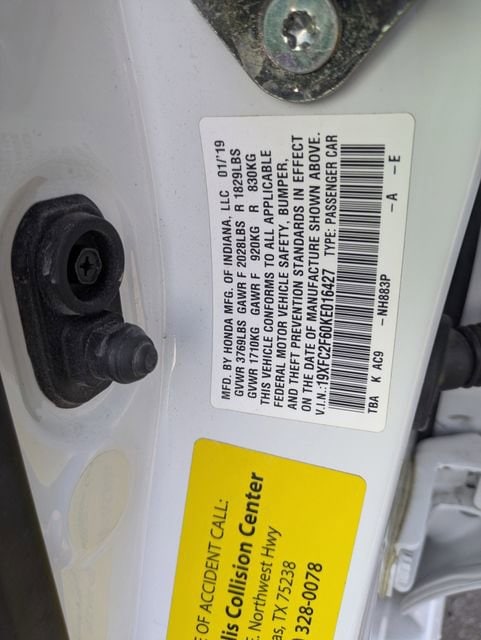 MFD. BY HONDA MFG. OF INDIANA, LLC 01/'19
GVWR 3769LBS GAWR F 2028LBS R 1829LBS
GVWR 1710KG GAWR F 920KG R 830KG
THIS VEHICLE CONFORMS TO ALL APPLICABLE
FEDERAL MOTOR VEHICLE SAFETY, BUMPER,
AND THEFT PREVENTION STANDARDS IN EFFECT
ON THE DATE OF MANUFACTURE SHOWN ABOVE.
V.I.N.:19XFC2F60KE016427 TYPE: PASSENGER CAR
TBA K AC9 -NH883P -A -E
E OF ACCIDENT CALL:
lis Collision Center
E. Northwest Hwy
as, TX 75238
) 328-0078